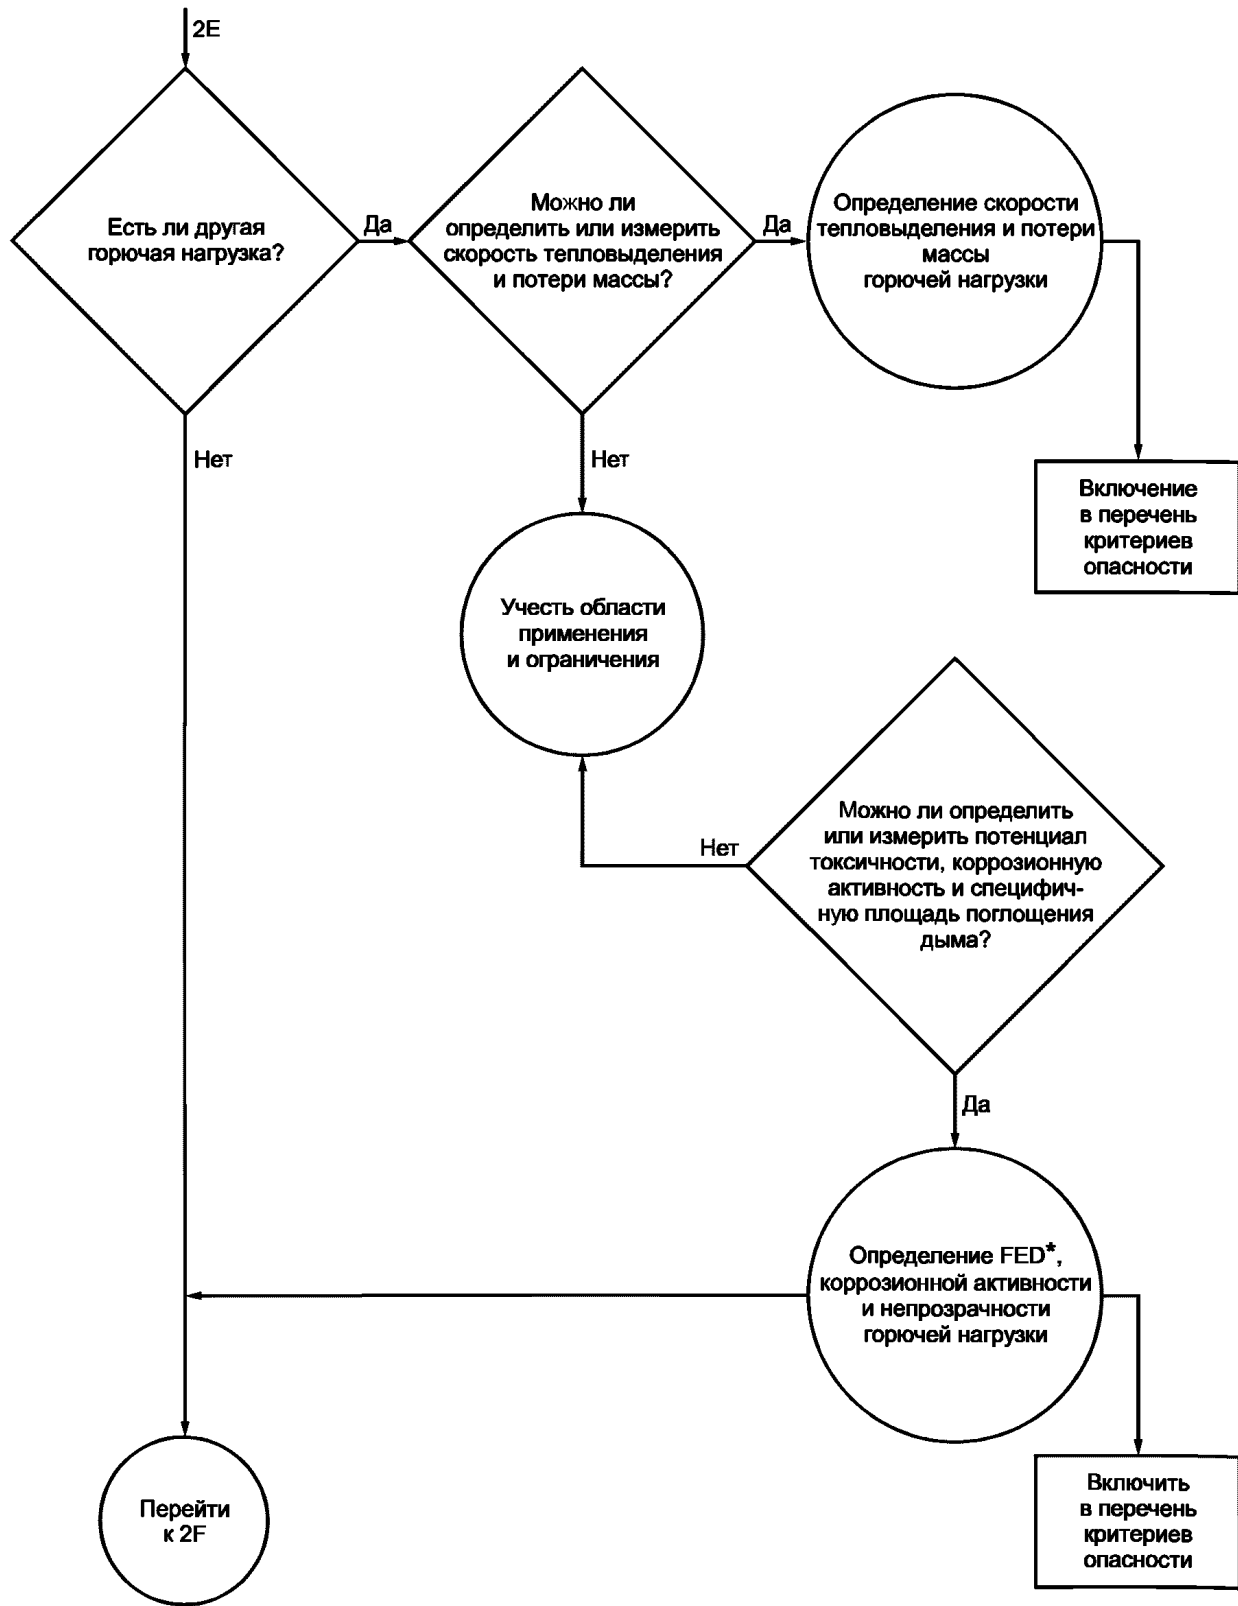 2E
Есть ли другая
горючая нагрузка?
Да
Можно ли
определить или измерить
скорость тепловыделения
и потери массы?
Да
Определение скорости
тепловыделения и потери
массы
горючей нагрузки
Нет
Нет
Включение
в перечень
критериев
опасности
Учесть области
применения
и ограничения
Нет
Можно ли определить
или измерить потенциал
токсичности, коррозионную
активность и специфич-
ную площадь поглощения
дыма?
Да
Определение FED*,
коррозионной активности
и непрозрачности
горючей нагрузки
Перейти
к 2F
Включить
в перечень
критериев
опасности